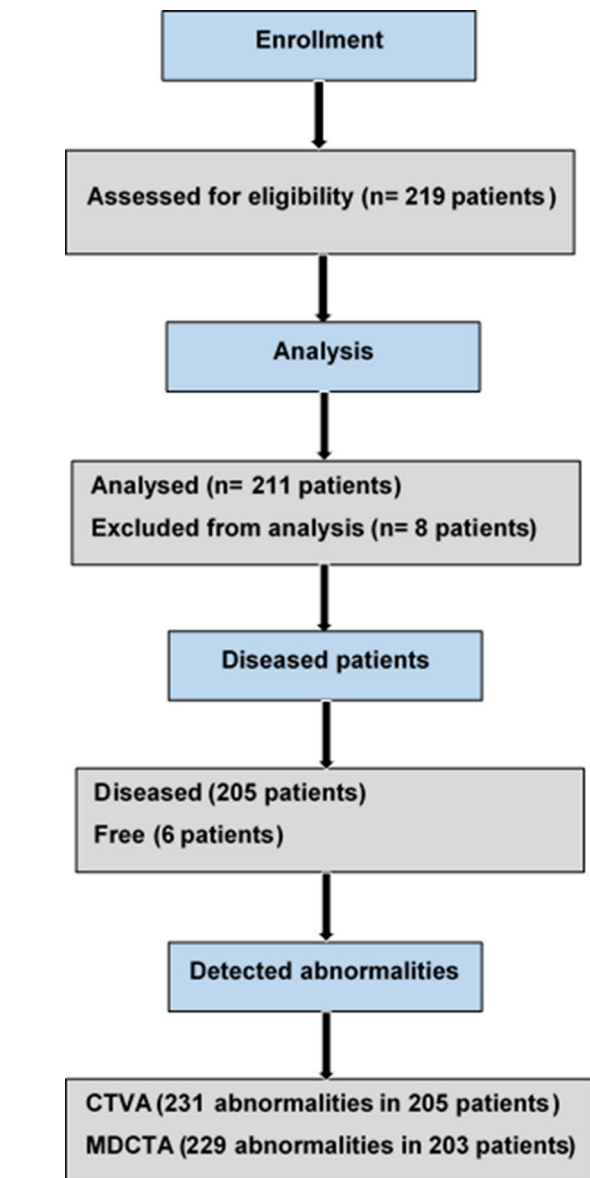 Enrollment
Assessed for eligibility (n= 219 patients)
Analysis
Analysed (n= 211 patients)
Excluded from analysis (n= 8 patients)
Diseased patients
Diseased (205 patients)
Free (6 patients)
Detected abnormalities
CTVA (231 abnormalities in 205 patients)
MDCTA (229 abnormalities in 203 patients)